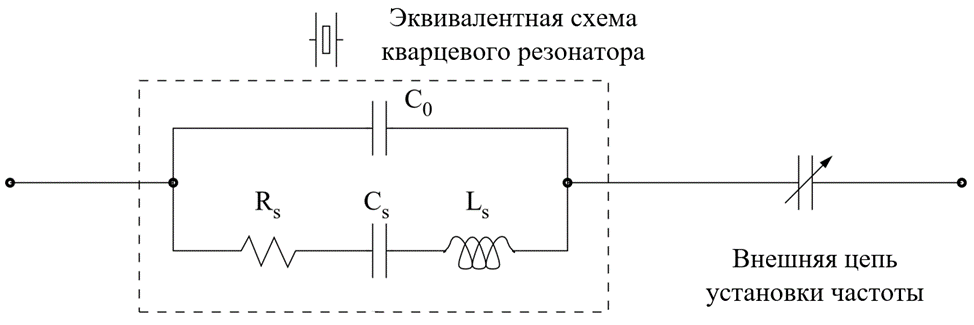 Эквивалентная схема
кварцевого резонатора
C0
Rs
Cs
Ls
Внешняя цепь
установки частоты